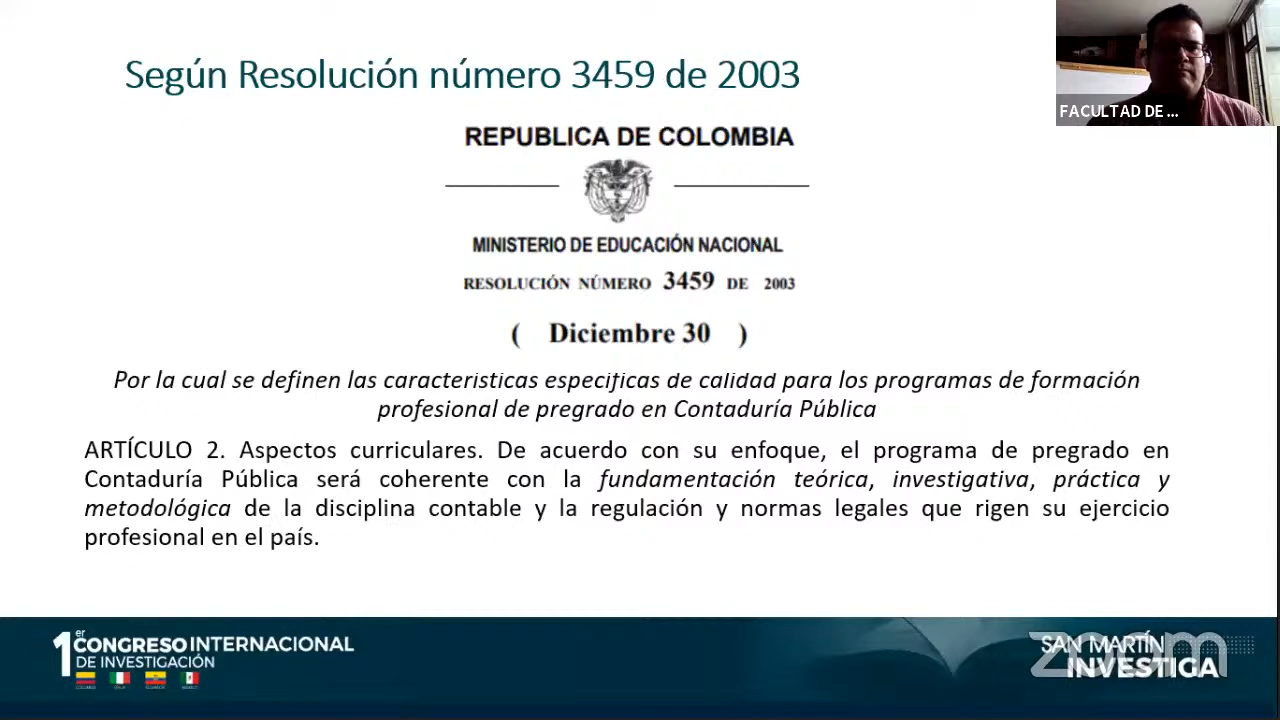 Según Resolución número 3459 de 2003
FACULTAD DE ...
REPUBLICA DE COLOMBIA
MINISTERIO DE EDUCACIÓN NACIONAL
RESOLUCIÓN NÚMERO 3459 DE 2003
( Diciembre 30 )
Por la cual se definen las características específicas de calidad para los programas de formación
profesional de pregrado en Contaduría Pública
ARTÍCULO 2. Aspectos curriculares. De acuerdo con su enfoque, el programa de pregrado en
Contaduría Pública será coherente con la fundamentación teórica, investigativa, práctica y
metodológica de la disciplina contable y la regulación y normas legales que rigen su ejercicio
profesional en el país.
1er CONGRESO INTERNACIONAL
DE INVESTIGACIÓN
COLOMBIA ITALIA ECUADOR MÉXICO
SAN MARTÍN
zoom
INVESTIGA